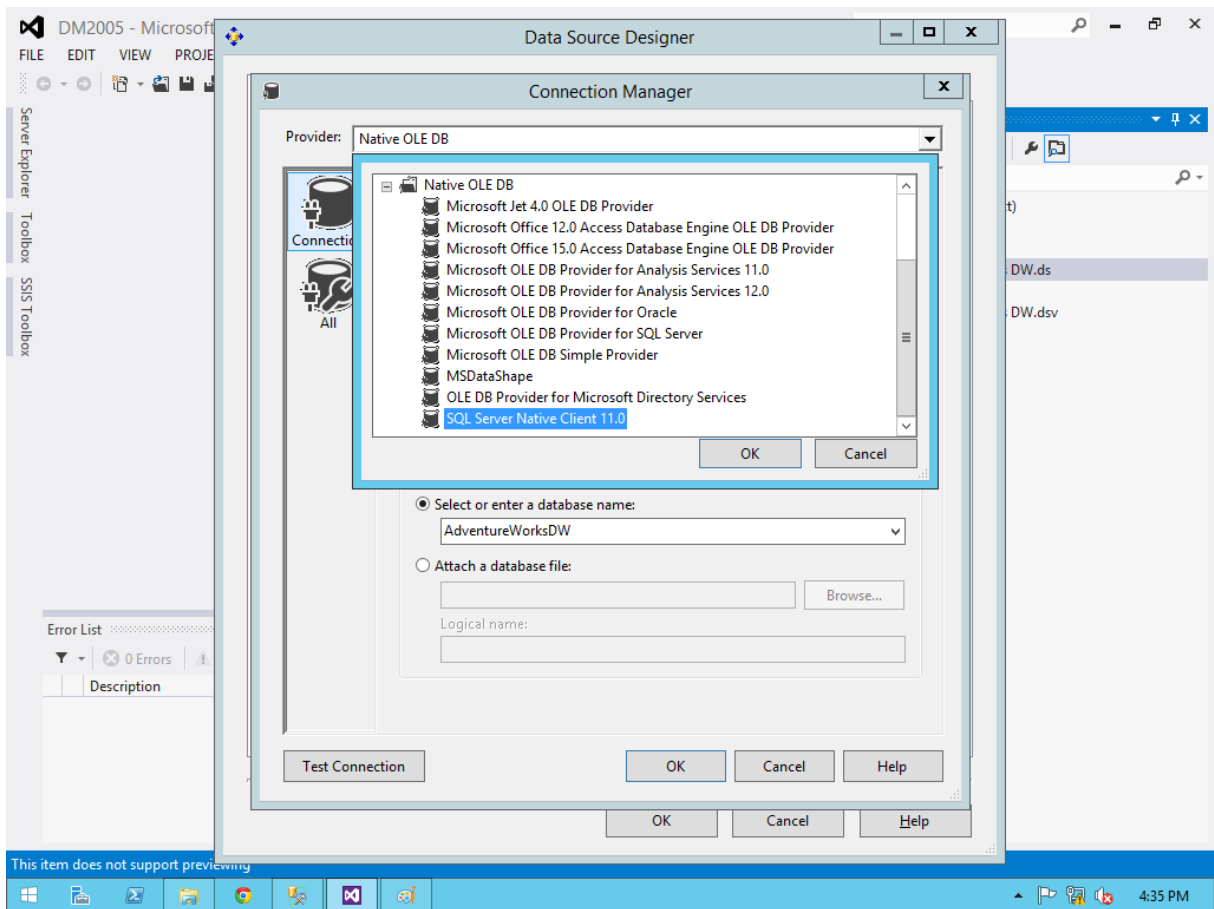 DM2005 - Microsoft
FILE EDIT VIEW PROJE
Data Source Designer
Connection Manager
Provider: Native OLE DB
Native OLE DB
Microsoft Jet 4.0 OLE DB Provider
Microsoft Office 12.0 Access Database Engine OLE DB Provider
Microsoft Office 15.0 Access Database Engine OLE DB Provider
Microsoft OLE DB Provider for Analysis Services 11.0
Microsoft OLE DB Provider for Analysis Services 12.0
Microsoft OLE DB Provider for Oracle
Microsoft OLE DB Provider for SQL Server
Microsoft OLE DB Simple Provider
MSDataShape
OLE DB Provider for Microsoft Directory Services
SQL Server Native Client 11.0
OK Cancel
Connectio
All
Select or enter a database name:
AdventureWorksDW
Attach a database file:
Browse...
Logical name:
Test Connection OK Cancel Help
OK Cancel Help
Server Explorer
Toolbox
SSIS Toolbox
t)
DW.ds
DW.dsv
Error List
0 Errors
Description
This item does not support previewing
4:35 PM